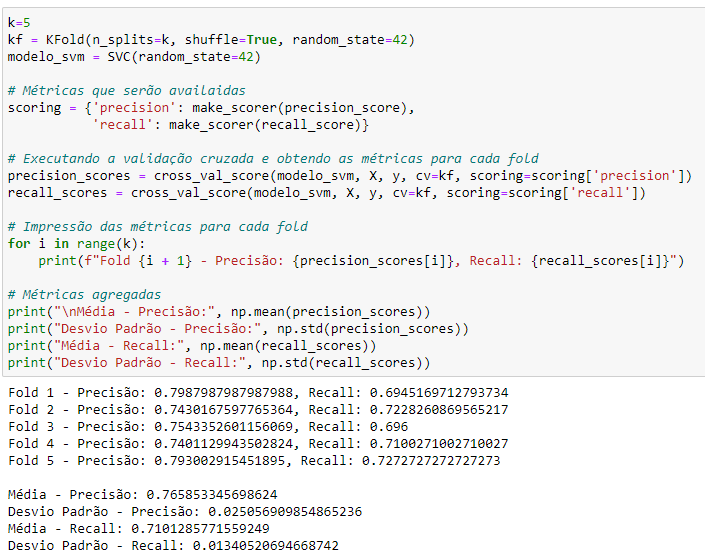 k=5
kf = KFold(n_splits=k, shuffle=True, random_state=42)
modelo_svm = SVC(random_state=42)
# Métricas que serão availaidas
scoring = {'precision': make_scorer(precision_score),
'recall': make_scorer(recall_score)}
# Executando a validação cruzada e obtendo as métricas para cada fold
precision_scores = cross_val_score(modelo_svm, X, y, cv=kf, scoring=scoring['precision'])
recall_scores = cross_val_score(modelo_svm, X, y, cv=kf, scoring=scoring['recall'])
# Impressão das métricas para cada fold
for i in range(k):
print(f"Fold {i + 1} - Precisão: {precision_scores[i]}, Recall: {recall_scores[i]}")
# Métricas agregadas
print("\nMédia - Precisão:", np.mean(precision_scores))
print("Desvio Padrão - Precisão:", np.std(precision_scores))
print("Média - Recall:", np.mean(recall_scores))
print("Desvio Padrão - Recall:", np.std(recall_scores))
Fold 1 - Precisão: 0.7987987987987988, Recall: 0.6945169712793734
Fold 2 - Precisão: 0.7430167597765364, Recall: 0.7228260869565217
Fold 3 - Precisão: 0.7543352601156069, Recall: 0.696
Fold 4 - Precisão: 0.7401129943502824, Recall: 0.7100271002710027
Fold 5 - Precisão: 0.793002915451895, Recall: 0.7272727272727273
Média - Precisão: 0.765853345698624
Desvio Padrão - Precisão: 0.025056909854865236
Média - Recall: 0.7101285771559249
Desvio Padrão - Recall: 0.01340520694668742